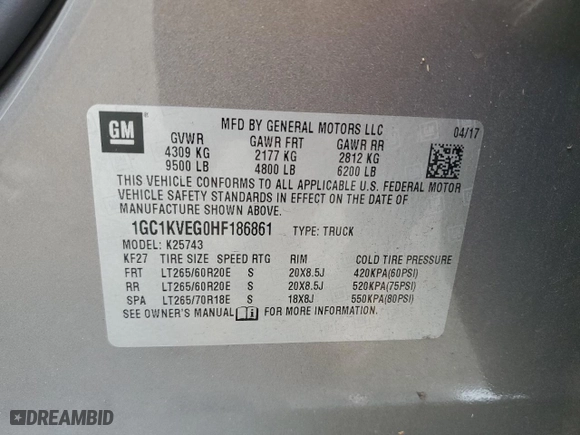 GM
MFD BY GENERAL MOTORS LLC
04/17
GVWR GAWR FRT GAWR RR
4309 KG 2177 KG 2812 KG
9500 LB 4800 LB 6200 LB
THIS VEHICLE CONFORMS TO ALL APPLICABLE U.S. FEDERAL MOTOR
VEHICLE SAFETY STANDARDS IN EFFECT ON THE DATE OF
MANUFACTURE SHOWN ABOVE.
1GC1KVEG0HF186861 TYPE: TRUCK
MODEL: K25743
KF27 TIRE SIZE SPEED RTG RIM COLD TIRE PRESSURE
FRT LT265/60R20E S 20X8.5J 420KPA(60PSI)
RR LT265/60R20E S 20X8.5J 520KPA(75PSI)
SPA LT265/70R18E S 18X8J 550KPA(80PSI)
SEE OWNER'S MANUAL FOR MORE INFORMATION.
DREAMBID